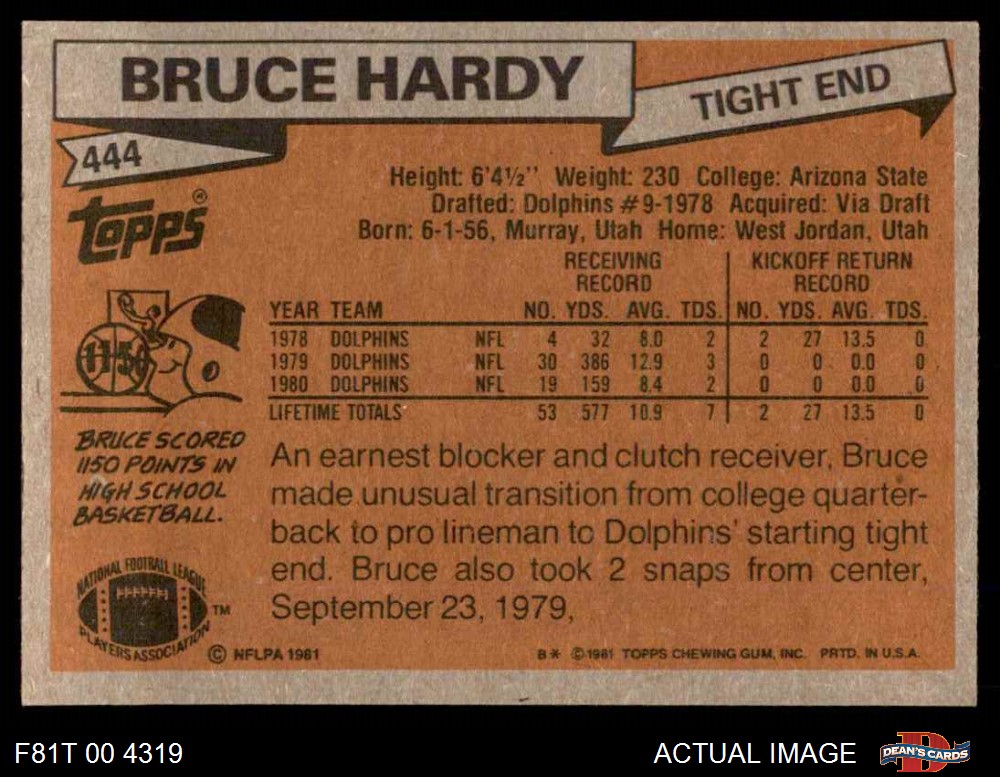 BRUCE HARDY
TIGHT END
444
TOPPS®
Height: 6'4½'' Weight: 230 College: Arizona State
Drafted: Dolphins #9-1978 Acquired: Via Draft
Born: 6-1-56, Murray, Utah Home: West Jordan, Utah
RECEIVING RECORD KICKOFF RETURN RECORD
YEAR TEAM NO. YDS. AVG. TDS. NO. YDS. AVG. TDS.
1978 DOLPHINS NFL 4 32 8.0 2 2 27 13.5 0
1979 DOLPHINS NFL 30 386 12.9 3 0 0 0.0 0
1980 DOLPHINS NFL 19 159 8.4 2 0 0 0.0 0
LIFETIME TOTALS 53 577 10.9 7 2 27 13.5 0
1150
BRUCE SCORED
1150 POINTS IN
HIGH SCHOOL
BASKETBALL.
An earnest blocker and clutch receiver, Bruce
made unusual transition from college quarter-
back to pro lineman to Dolphins' starting tight
end. Bruce also took 2 snaps from center,
September 23, 1979,
NATIONAL FOOTBALL LEAGUE
PLAYERS ASSOCIATION
TM
© NFLPA 1981
B* ©1981 TOPPS CHEWING GUM, INC. PRTD. IN U.S.A.
F81T 00 4319
ACTUAL IMAGE
D
DEAN'S CARDS